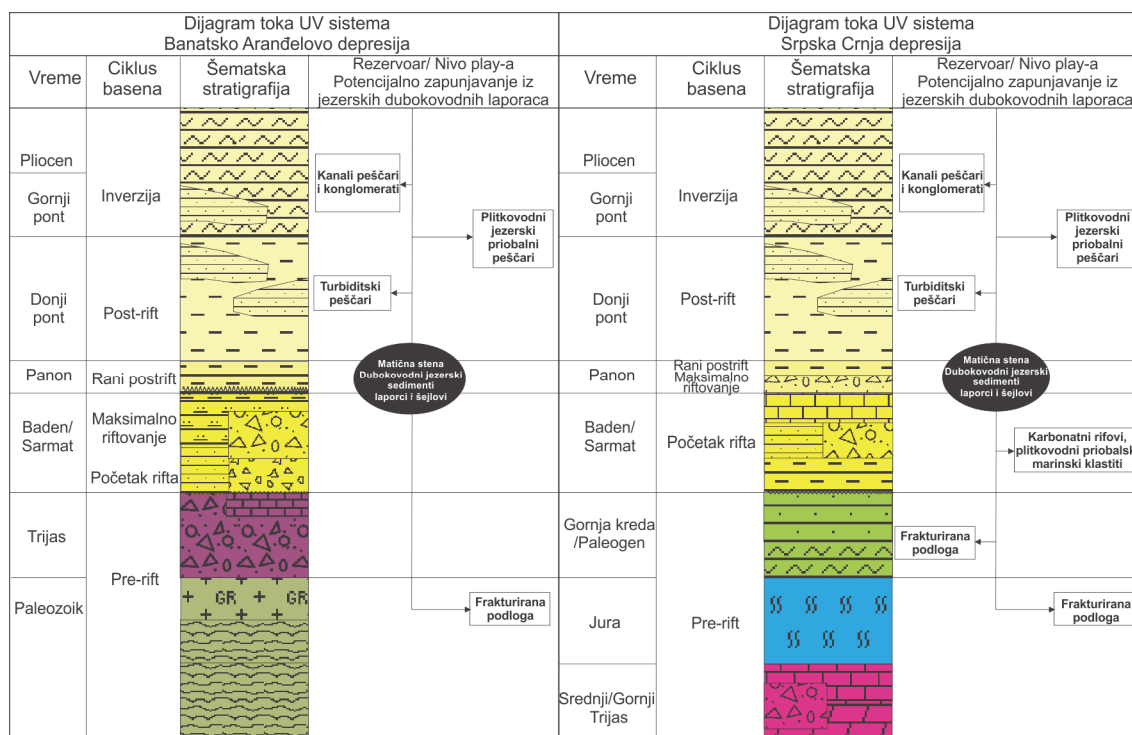 Dijagram toka UV sistema
Banatsko Aranđelovo depresija
Vreme
Ciklus
basena
Šematska
stratigrafija
Rezervoar/ Nivo play-a
Potencijalno zapunjavanje iz
jezerskih dubokovodnih laporaca
Pliocen
Gornji
pont
Inverzija
Kanali peščari
i konglomerati
Plitkovodni
jezerski
priobalni
peščari
Donji
pont
Post-rift
Turbiditski
peščari
Panon
Rani postrift
Matična stena
Dubokovodni jezerski
sedimenti
laporci i šejlovi
Baden/
Sarmat
Maksimalno
riftovanje
Početak rifta
Trijas
Pre-rift
Paleozoik
GR
GR
Frakturirana
podloga
Dijagram toka UV sistema
Srpska Crnja depresija
Vreme
Ciklus
basena
Šematska
stratigrafija
Rezervoar/ Nivo play-a
Potencijalno zapunjavanje iz
jezerskih dubokovodnih laporaca
Pliocen
Gornji
pont
Inverzija
Kanali peščari
i konglomerati
Plitkovodni
jezerski
priobalni
peščari
Donji
pont
Post-rift
Turbiditski
peščari
Panon
Rani postrift
Maksimalno
riftovanje
Matična stena
Dubokovodni jezerski
sedimenti
laporci i šejlovi
Baden/
Sarmat
Početak rifta
Karbonatni rifovi,
plitkovodni priobalsk
marinski klastiti
Gornja kreda
/Paleogen
Frakturirana
podloga
Jura
Pre-rift
Frakturirana
podloga
Srednji/Gornji
Trijas